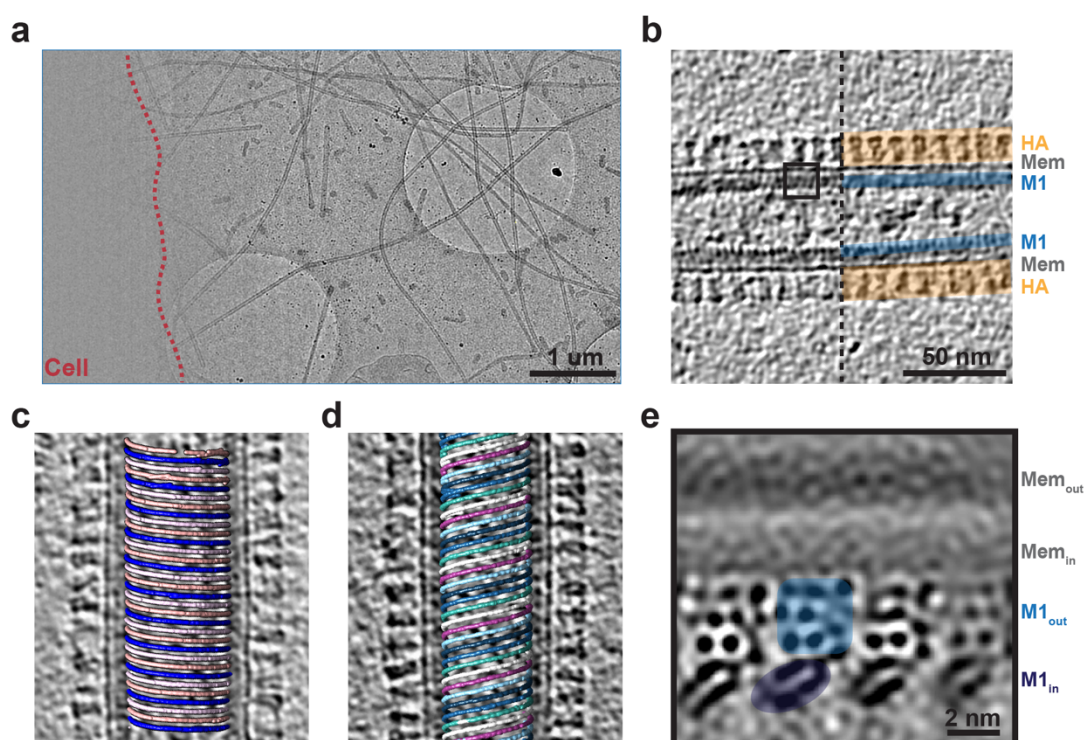 a
Cell
1 um
b
HA
Mem
M1
M1
Mem
HA
50 nm
c
d
e
Mem_out
Mem_in
M1_out
M1_in
2 nm